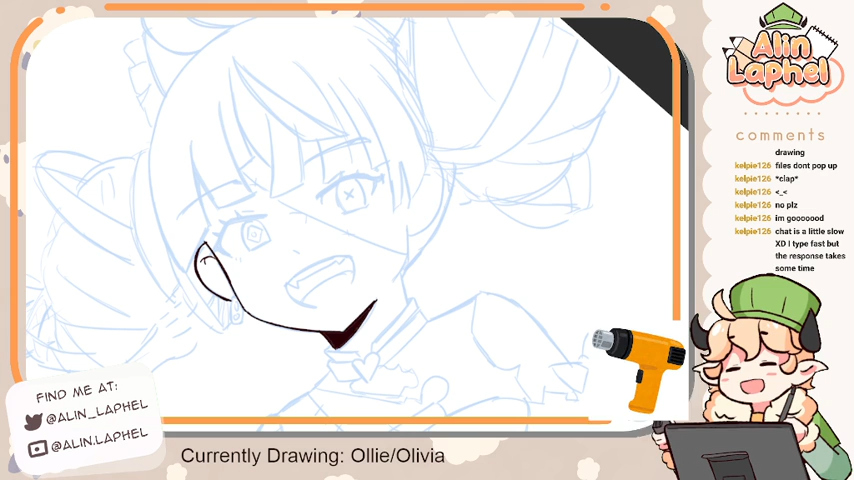 Alin
Laphel
comments
drawing
kelpie126 files dont pop up
kelpie126 *clap*
kelpie126 <_<
kelpie126 no plz
kelpie126 im gooooood
kelpie126 chat is a little slow
XD I type fast but
the response takes
some time
FIND ME AT:
@ALIN_LAPHEL
@ALIN.LAPHEL
Currently Drawing: Ollie/Olivia